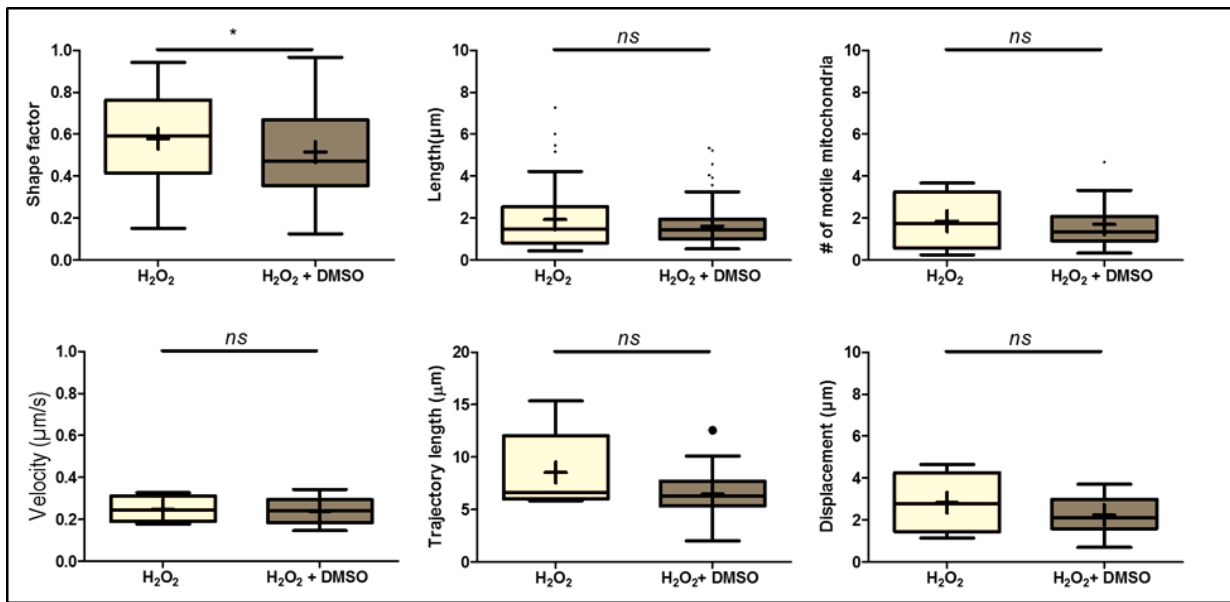 *
Shape factor
1.0
0.8
0.6
0.4
0.2
0.0
H₂O₂
H₂O₂ + DMSO
ns
Length(µm)
10
8
6
4
2
0
H₂O₂
H₂O₂ + DMSO
ns
# of motile mitochondria
10
8
6
4
2
0
H₂O₂
H₂O₂ + DMSO
ns
Velocity (µm/s)
1.0
0.8
0.6
0.4
0.2
0.0
H₂O₂
H₂O₂ + DMSO
ns
Trajectory length (µm)
20
15
10
5
0
H₂O₂
H₂O₂+ DMSO
ns
Displacement (µm)
10
8
6
4
2
0
H₂O₂
H₂O₂+ DMSO